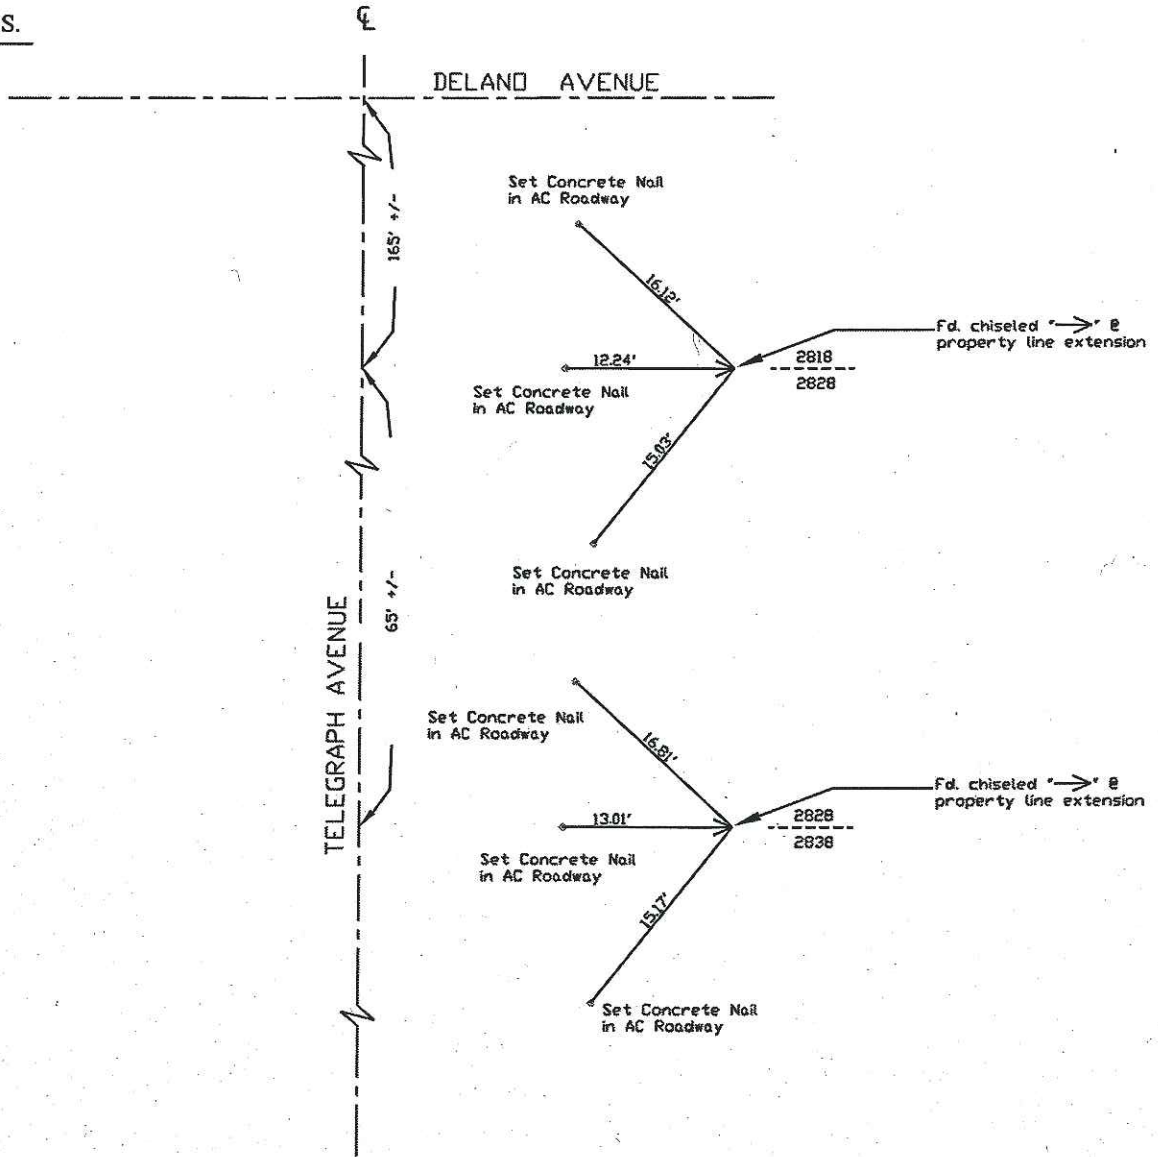 S.
℄
DELANO AVENUE
Set Concrete Nail
in AC Roadway
165' +/-
16.12'
Fd. chiseled "→" @
property line extension
12.24'
2818
2828
Set Concrete Nail
in AC Roadway
15.03'
Set Concrete Nail
in AC Roadway
65' +/-
TELEGRAPH AVENUE
Set Concrete Nail
in AC Roadway
16.81'
Fd. chiseled "→" @
property line extension
13.01'
2828
2838
Set Concrete Nail
in AC Roadway
15.17'
Set Concrete Nail
in AC Roadway